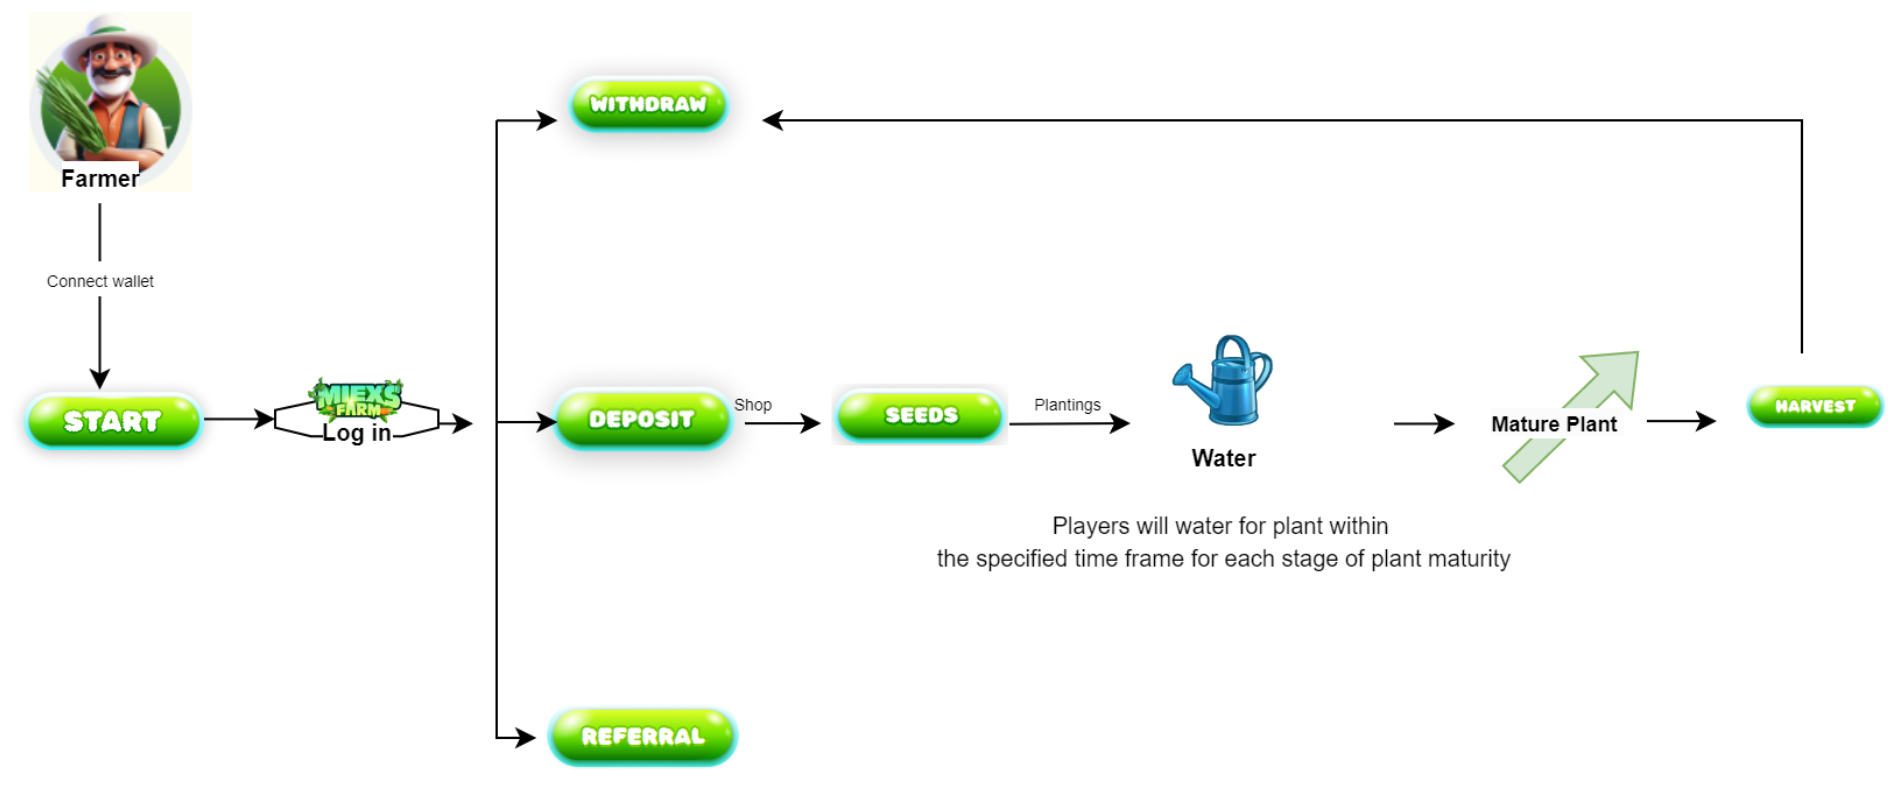 Farmer
Connect wallet
START
MIEXS
FARM
Log in
WITHDRAW
DEPOSIT
Shop
SEEDS
Plantings
Water
Players will water for plant within
the specified time frame for each stage of plant maturity
Mature Plant
HARVEST
REFERRAL